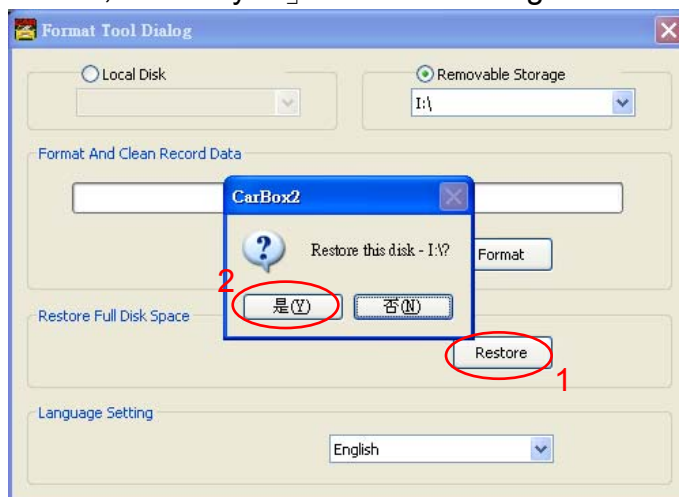 Format Tool Dialog
Local Disk
Removable Storage
I:\
Format And Clean Record Data
CarBox2
Restore this disk - I:\?
Format
2
是(Y)
否(N)
Restore Full Disk Space
Restore
1
Language Setting
English